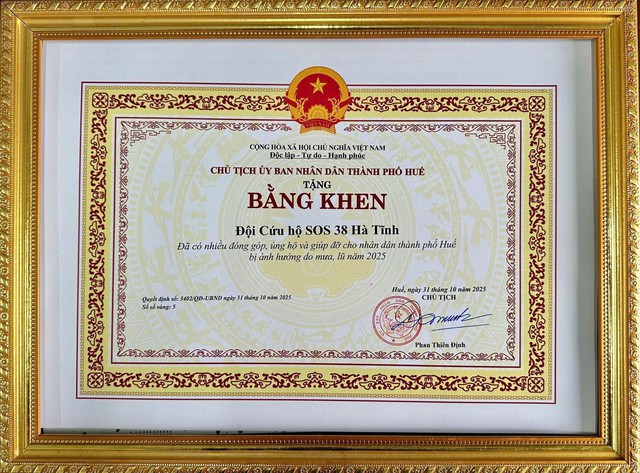 CỘNG HÒA XÃ HỘI CHỦ NGHĨA VIỆT NAM
Độc lập - Tự do - Hạnh phúc
CHỦ TỊCH ỦY BAN NHÂN DÂN THÀNH PHỐ HUẾ
TẶNG
BẰNG KHEN
Đội Cứu hộ SOS 38 Hà Tĩnh
Đã có nhiều đóng góp, ủng hộ và giúp đỡ cho nhân dân thành phố Huế
bị ảnh hưởng do mưa, lũ năm 2025
Quyết định số: 3402/QĐ-UBND ngày 31 tháng 10 năm 2025
Số sổ vàng: 5
Huế, ngày 31 tháng 10 năm 2025
CHỦ TỊCH
Phan Thiên Định